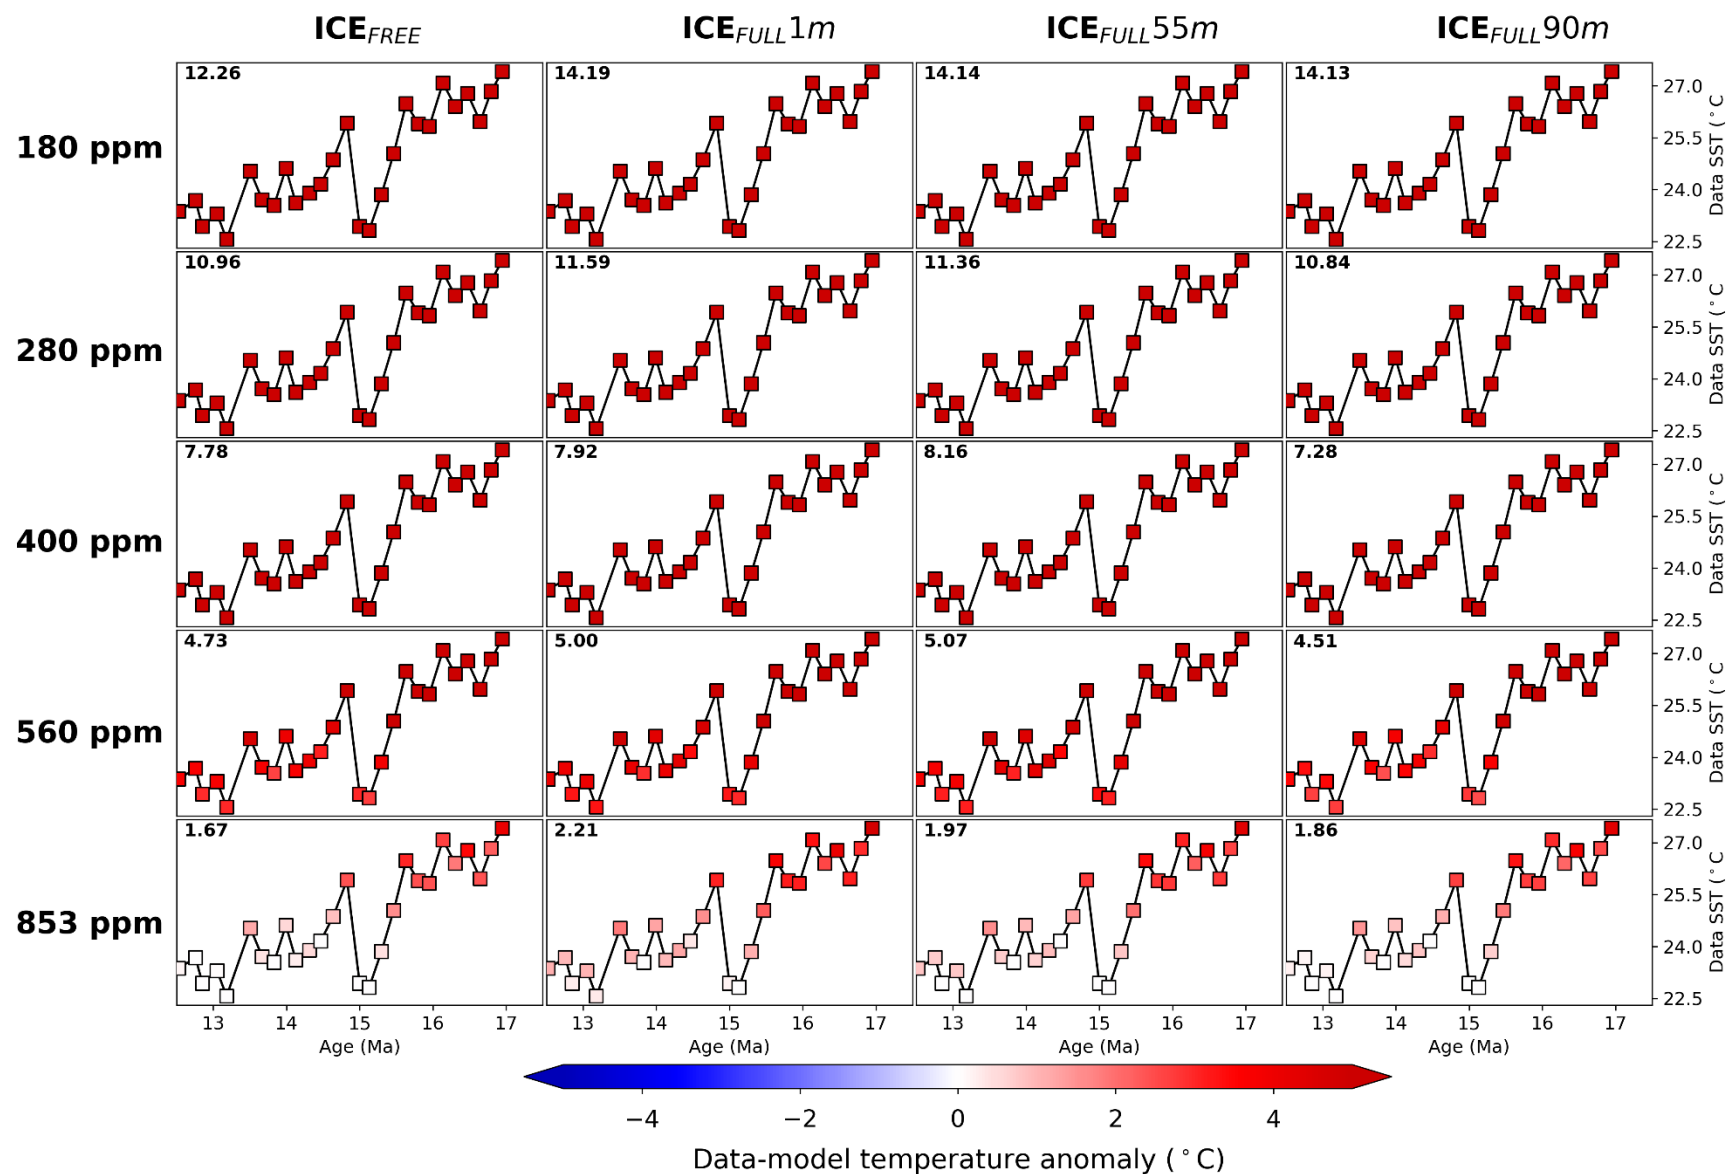 ICE_FREE ICE_FULL1m ICE_FULL55m ICE_FULL90m
180 ppm
12.26 14.19 14.14 14.13
27.0
25.5
24.0
22.5
Data SST (°C)
280 ppm
10.96 11.59 11.36 10.84
27.0
25.5
24.0
22.5
Data SST (°C
400 ppm
7.78 7.92 8.16 7.28
27.0
25.5
24.0
22.5
Data SST (°C
560 ppm
4.73 5.00 5.07 4.51
27.0
25.5
24.0
22.5
Data SST (°C
853 ppm
1.67 2.21 1.97 1.86
27.0
25.5
24.0
22.5
Data SST (°C)
13 14 15 16 17 13 14 15 16 17 13 14 15 16 17 13 14 15 16 17
Age (Ma) Age (Ma) Age (Ma) Age (Ma)
−4 −2 0 2 4
Data-model temperature anomaly (°C)